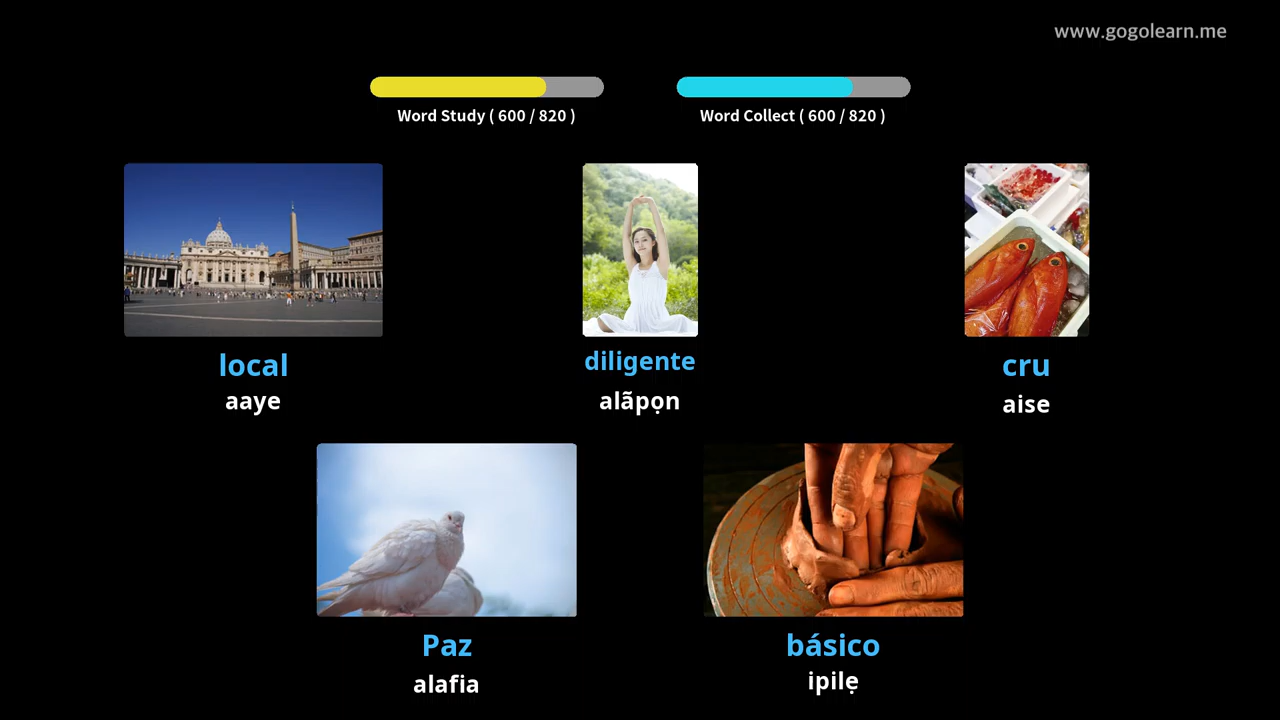 www.gogolearn.me
Word Study ( 600 / 820 )
Word Collect ( 600 / 820 )
local
aaye
diligente
alãpọn
cru
aise
Paz
alafia
básico
ipilẹ